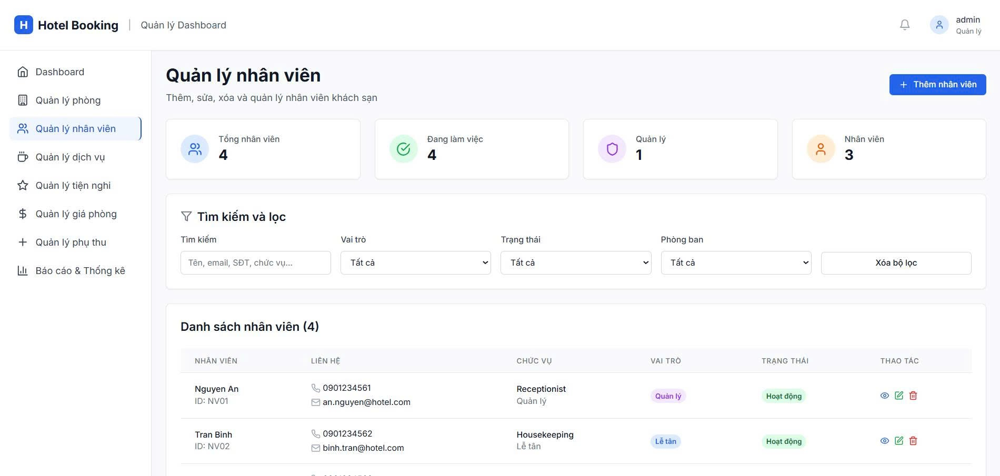 H Hotel Booking | Quản lý Dashboard
admin
Quản lý
Dashboard
Quản lý phòng
Quản lý nhân viên
Quản lý dịch vụ
Quản lý tiện nghi
Quản lý giá phòng
Quản lý phụ thu
Báo cáo & Thống kê
Quản lý nhân viên
Thêm, sửa, xóa và quản lý nhân viên khách sạn
+ Thêm nhân viên
Tổng nhân viên
4
Đang làm việc
4
Quản lý
1
Nhân viên
3
Tìm kiếm và lọc
Tìm kiếm
Tên, email, SĐT, chức vụ...
Vai trò
Tất cả
Trạng thái
Tất cả
Phòng ban
Tất cả
Xóa bộ lọc
Danh sách nhân viên (4)
NHÂN VIÊN LIÊN HỆ CHỨC VỤ VAI TRÒ TRẠNG THÁI THAO TÁC
Nguyen An
ID: NV01
0901234561
an.nguyen@hotel.com
Receptionist
Quản lý
Quản lý
Hoạt động
Tran Binh
ID: NV02
0901234562
binh.tran@hotel.com
Housekeeping
Lễ tân
Lễ tân
Hoạt động